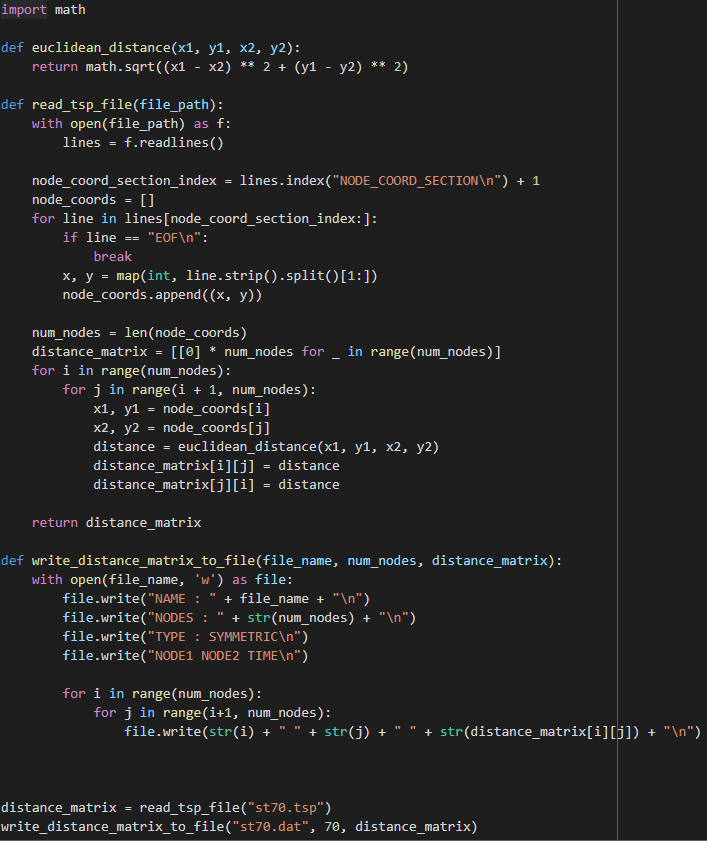 import math
def euclidean_distance(x1, y1, x2, y2):
    return math.sqrt((x1 - x2) ** 2 + (y1 - y2) ** 2)
def read_tsp_file(file_path):
    with open(file_path) as f:
        lines = f.readlines()
    node_coord_section_index = lines.index("NODE_COORD_SECTION\n") + 1
    node_coords = []
    for line in lines[node_coord_section_index:]:
        if line == "EOF\n":
            break
        x, y = map(int, line.strip().split()[1:])
        node_coords.append((x, y))
    num_nodes = len(node_coords)
    distance_matrix = [[0] * num_nodes for _ in range(num_nodes)]
    for i in range(num_nodes):
        for j in range(i + 1, num_nodes):
            x1, y1 = node_coords[i]
            x2, y2 = node_coords[j]
            distance = euclidean_distance(x1, y1, x2, y2)
            distance_matrix[i][j] = distance
            distance_matrix[j][i] = distance
    return distance_matrix
def write_distance_matrix_to_file(file_name, num_nodes, distance_matrix):
    with open(file_name, 'w') as file:
        file.write("NAME : " + file_name + "\n")
        file.write("NODES : " + str(num_nodes) + "\n")
        file.write("TYPE : SYMMETRIC\n")
        file.write("NODE1 NODE2 TIME\n")
        for i in range(num_nodes):
            for j in range(i+1, num_nodes):
                file.write(str(i) + " " + str(j) + " " + str(distance_matrix[i][j]) + "\n")
distance_matrix = read_tsp_file("st70.tsp")
write_distance_matrix_to_file("st70.dat", 70, distance_matrix)